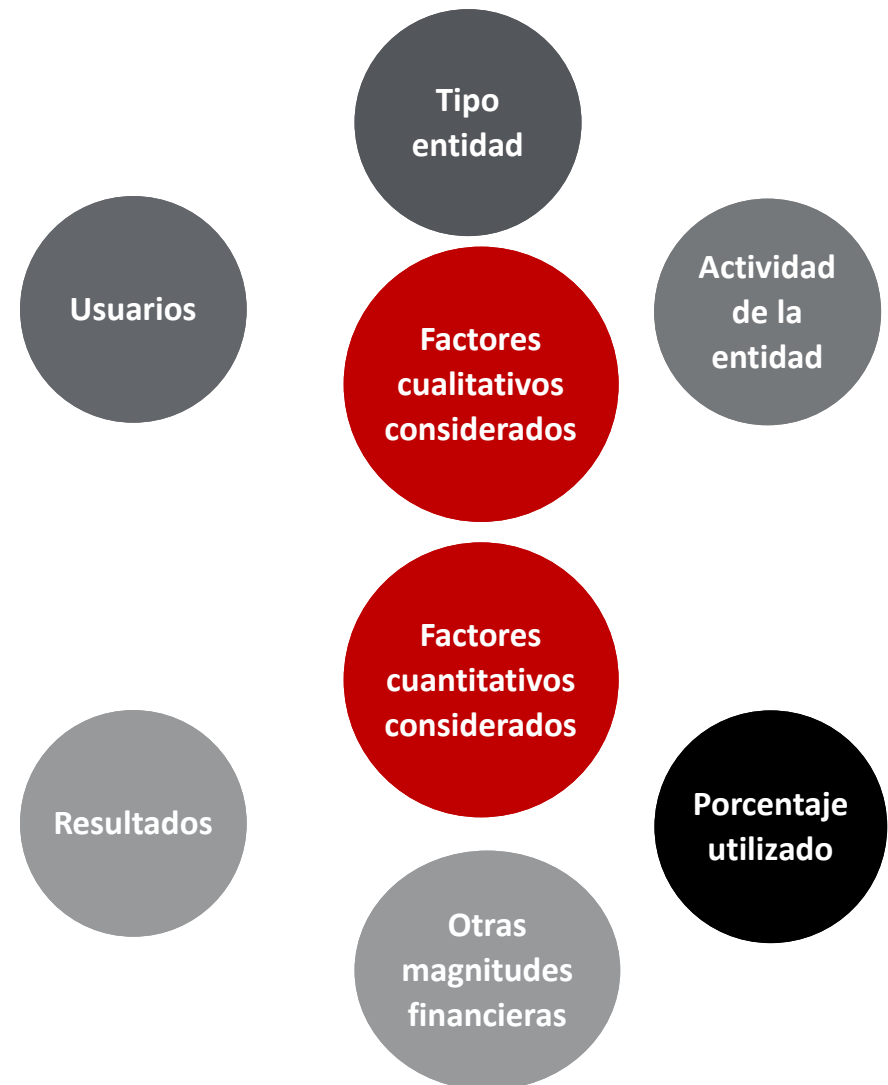 Tipo
entidad
Usuarios
Actividad
de la
entidad
Factores
cualitativos
considerados
Factores
cuantitativos
considerados
Resultados
Porcentaje
utilizado
Otras
magnitudes
financieras